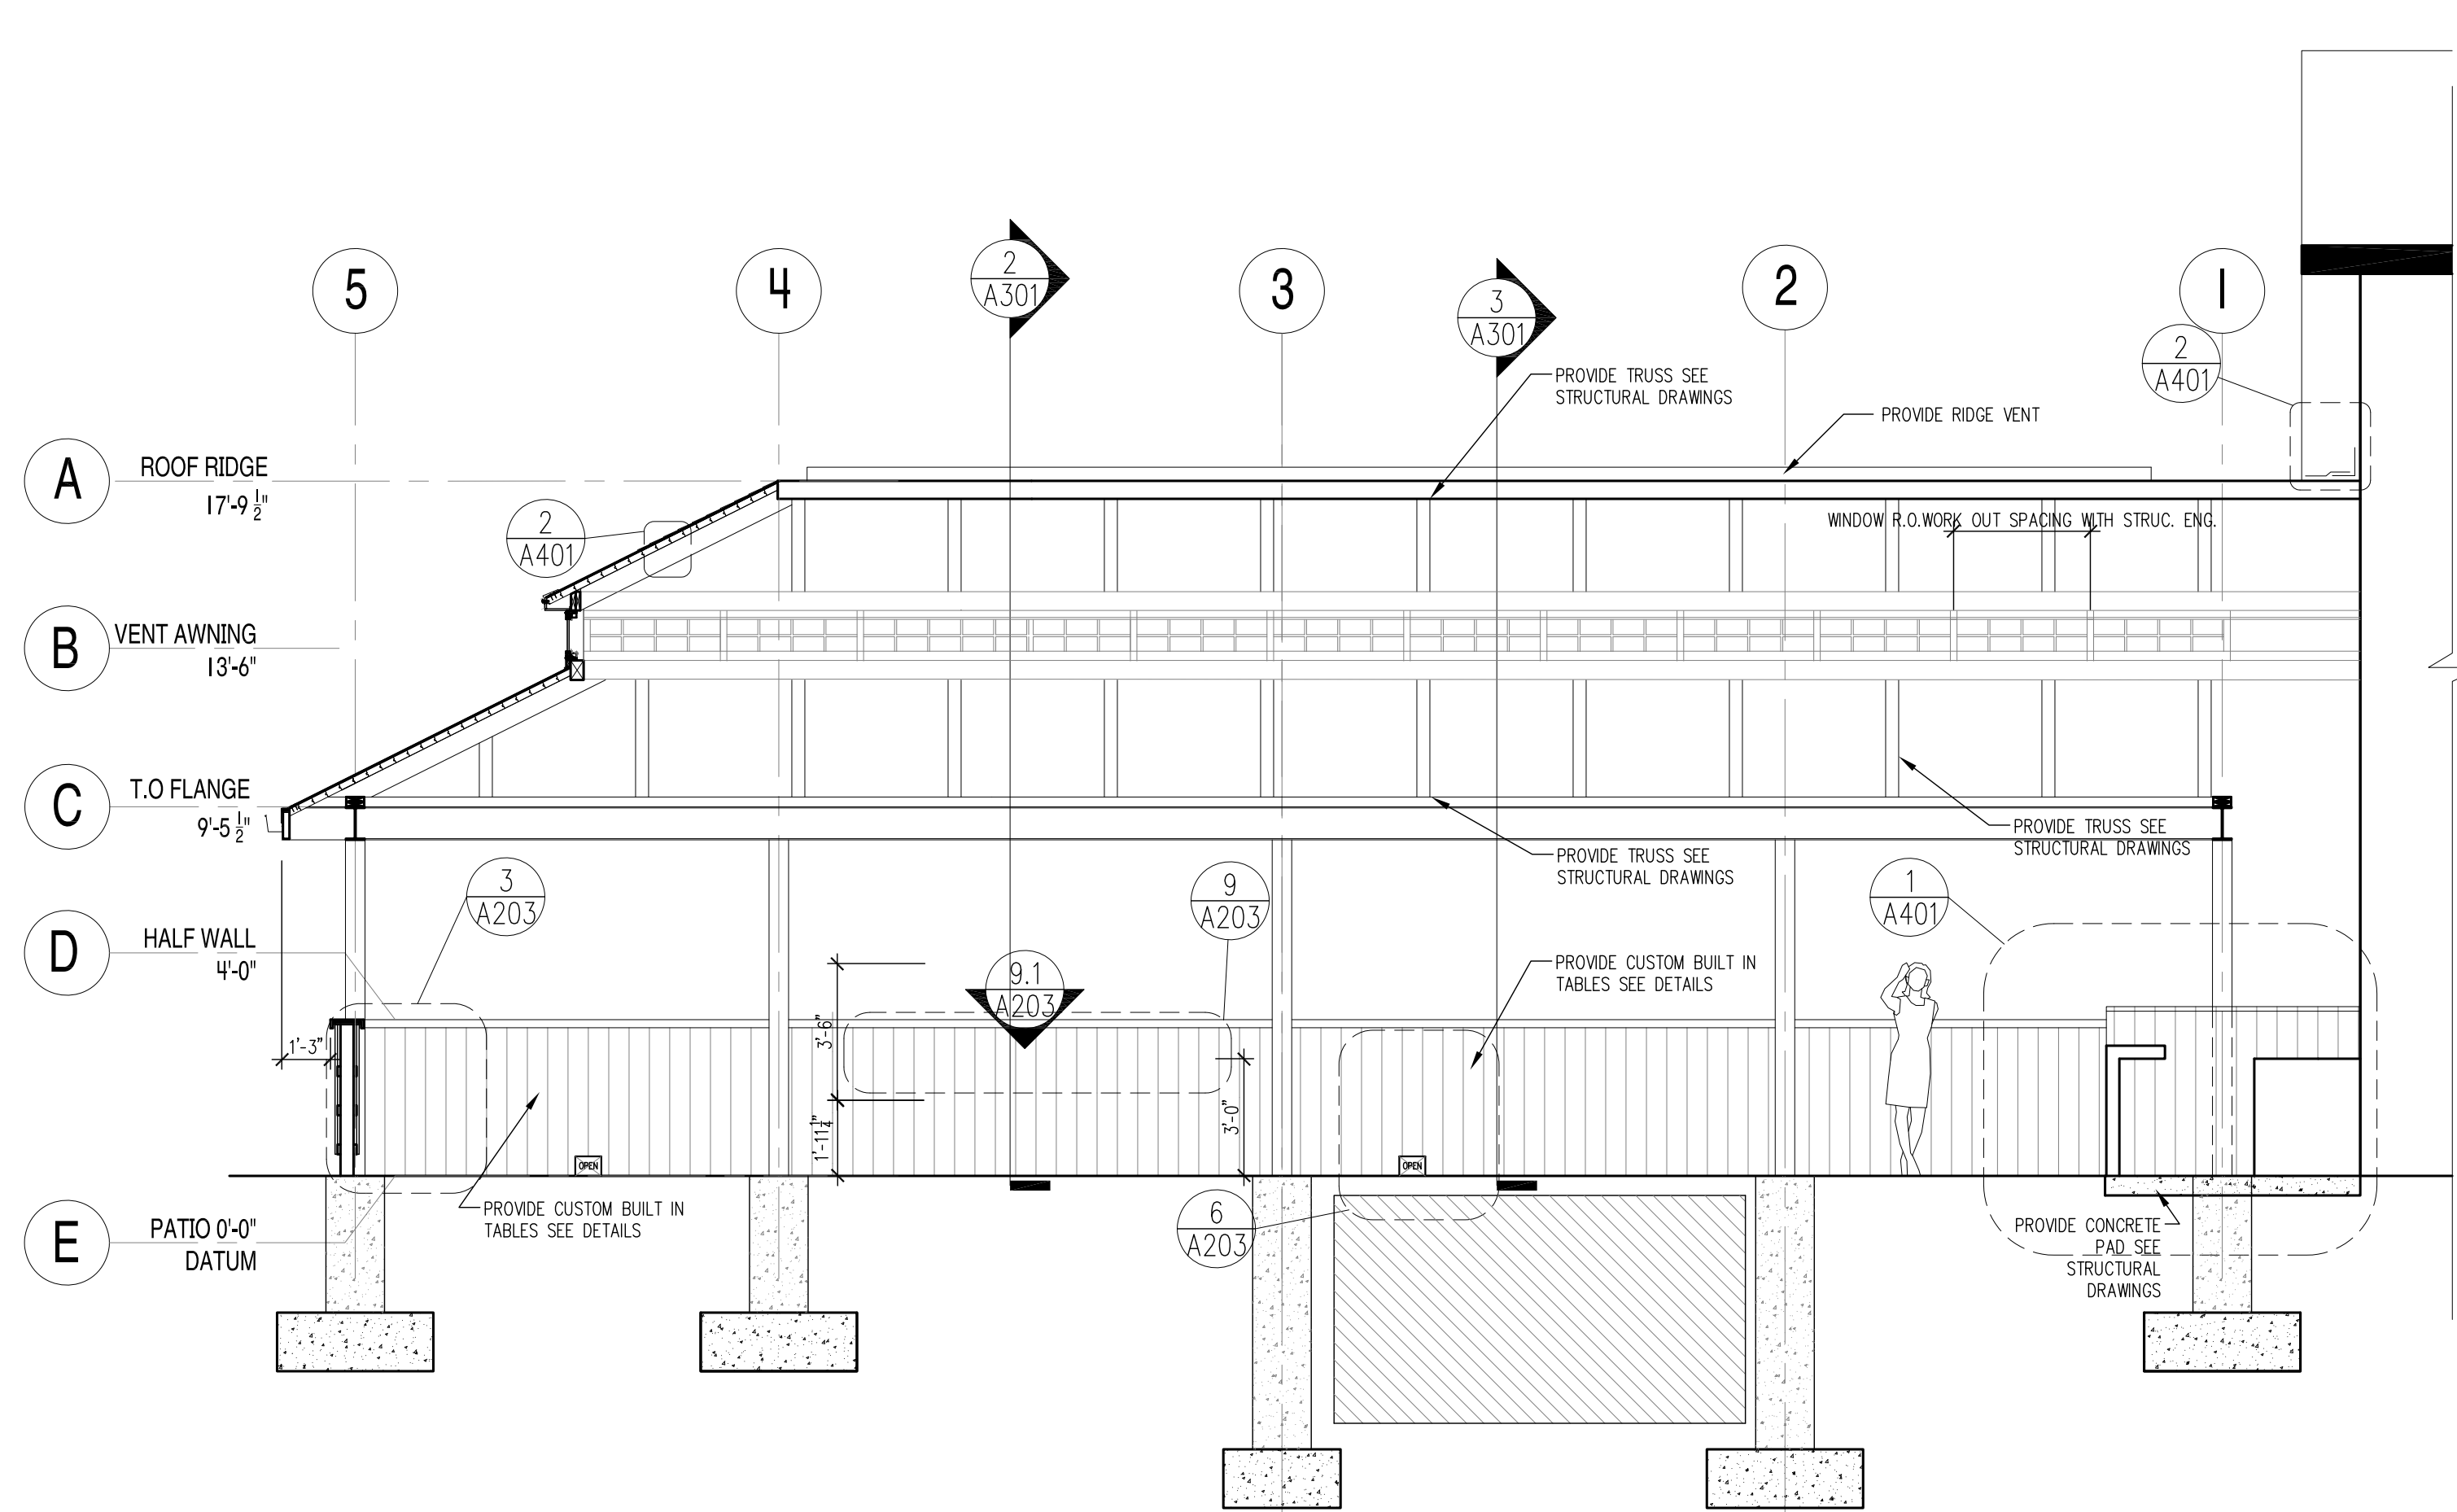 5
4
2
A301
3
3
A301
2
1
2
A401
PROVIDE TRUSS SEE
STRUCTURAL DRAWINGS
PROVIDE RIDGE VENT
A
ROOF RIDGE
17'-9 1/2"
2
A401
WINDOW R.O.WORK OUT SPACING WITH STRUC. ENG.
B
VENT AWNING
13'-6"
C
T.O FLANGE
9'-5 1/2"
PROVIDE TRUSS SEE
STRUCTURAL DRAWINGS
PROVIDE TRUSS SEE
STRUCTURAL DRAWINGS
3
A203
9
A203
1
A401
D
HALF WALL
4'-0"
9.1
A203
PROVIDE CUSTOM BUILT IN
TABLES SEE DETAILS
1'-3"
3'-6"
1'-11 1/4"
3'-0"
OPEN
OPEN
PROVIDE CUSTOM BUILT IN
TABLES SEE DETAILS
6
A203
E
PATIO 0'-0"
DATUM
PROVIDE CONCRETE
PAD SEE
STRUCTURAL
DRAWINGS